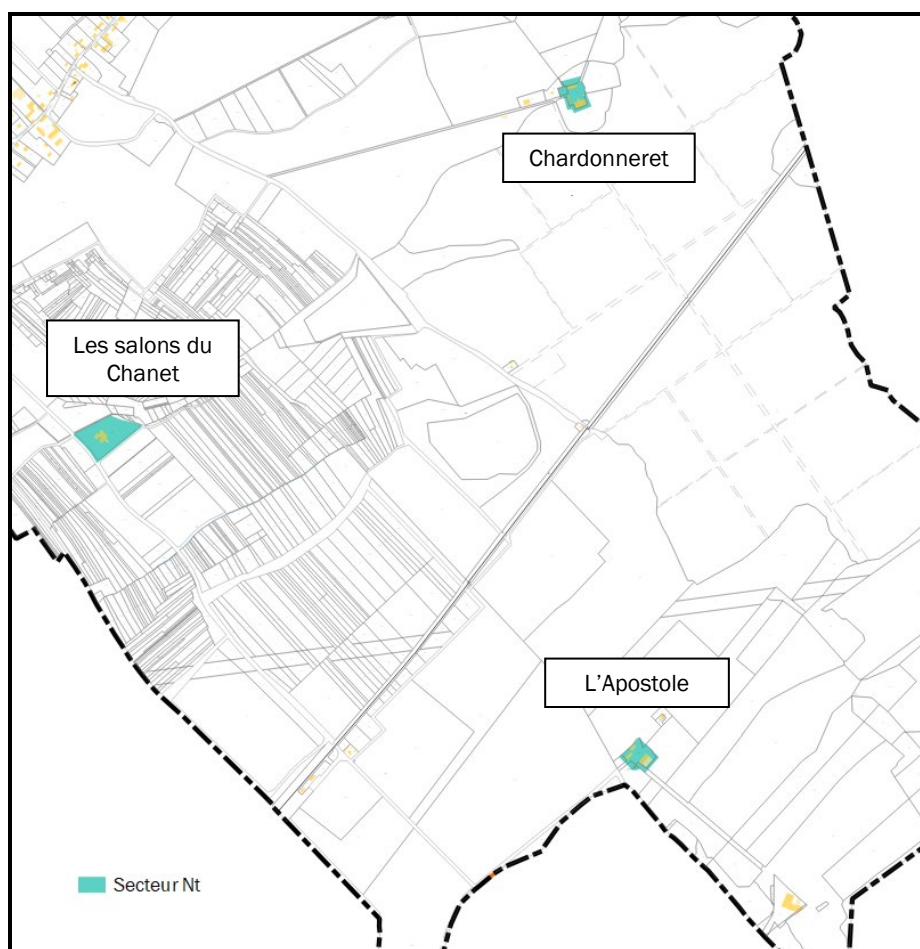 Chardonneret
Les salons du
Chanet
L'Apostole
Secteur Nt